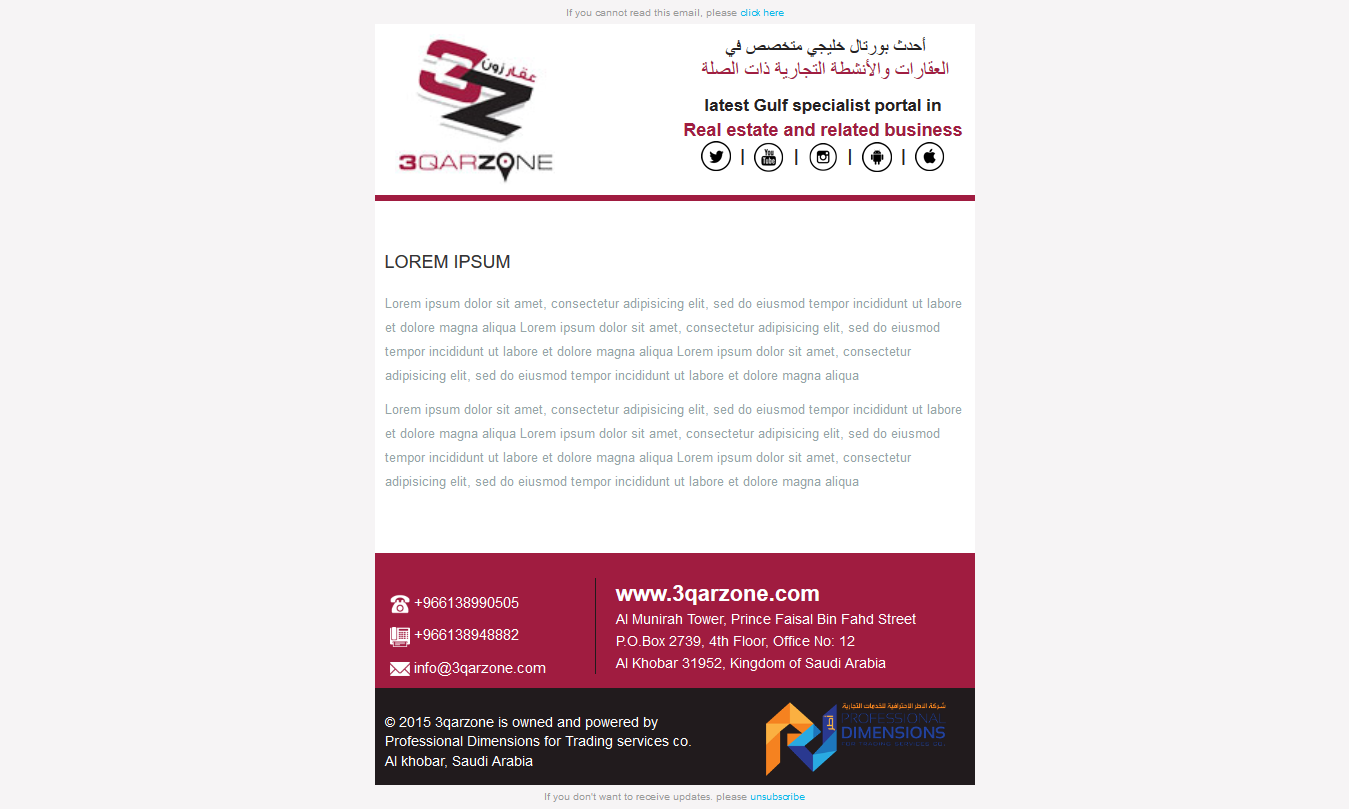 If you cannot read this email, please click here
عقار زون
3QARZONE
أحدث بورتال خليجي متخصص في
العقارات والأنشطة التجارية ذات الصلة
latest Gulf specialist portal in
Real estate and related business
You Tube
LOREM IPSUM
Lorem ipsum dolor sit amet, consectetur adipisicing elit, sed do eiusmod tempor incididunt ut labore
et dolore magna aliqua Lorem ipsum dolor sit amet, consectetur adipisicing elit, sed do eiusmod
tempor incididunt ut labore et dolore magna aliqua Lorem ipsum dolor sit amet, consectetur
adipisicing elit, sed do eiusmod tempor incididunt ut labore et dolore magna aliqua
Lorem ipsum dolor sit amet, consectetur adipisicing elit, sed do eiusmod tempor incididunt ut labore
et dolore magna aliqua Lorem ipsum dolor sit amet, consectetur adipisicing elit, sed do eiusmod
tempor incididunt ut labore et dolore magna aliqua Lorem ipsum dolor sit amet, consectetur
adipisicing elit, sed do eiusmod tempor incididunt ut labore et dolore magna aliqua
+966138990505
+966138948882
info@3qarzone.com
www.3qarzone.com
Al Munirah Tower, Prince Faisal Bin Fahd Street
P.O.Box 2739, 4th Floor, Office No: 12
Al Khobar 31952, Kingdom of Saudi Arabia
© 2015 3qarzone is owned and powered by
Professional Dimensions for Trading services co.
Al khobar, Saudi Arabia
شركة الاطر الاحترافية للخدمات التجارية
PROFESSIONAL
DIMENSIONS
FOR TRADING SERVICES CO.
If you don't want to receive updates. please unsubscribe